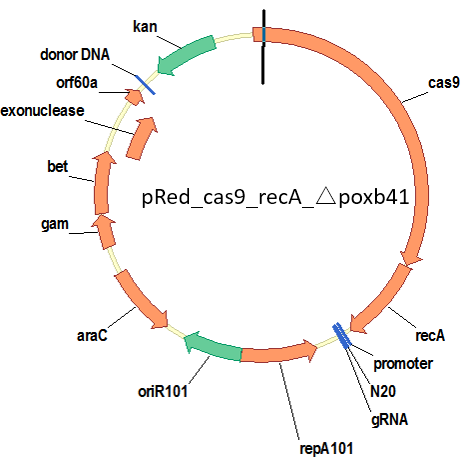 kan
donor DNA
orf60a
cas9
exonuclease
bet
pRed_cas9_recA_△poxb41
gam
araC
recA
promoter
oriR101
N20
gRNA
repA101